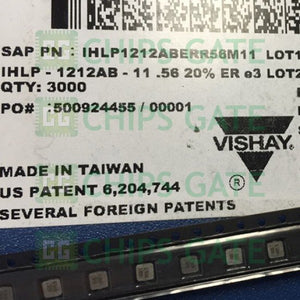 SAP PN : IHLP1212ABERR56M11 LOT1
IHLP - 1212AB - 11 .56 20% ER e3 LOT2
QTY: 3000
PO# :500924455 / 00001
VISHAY
®
MADE IN TAIWAN
US PATENT 6,204,744
SEVERAL FOREIGN PATENTS
CHIPS GATE
CHIPS GATE